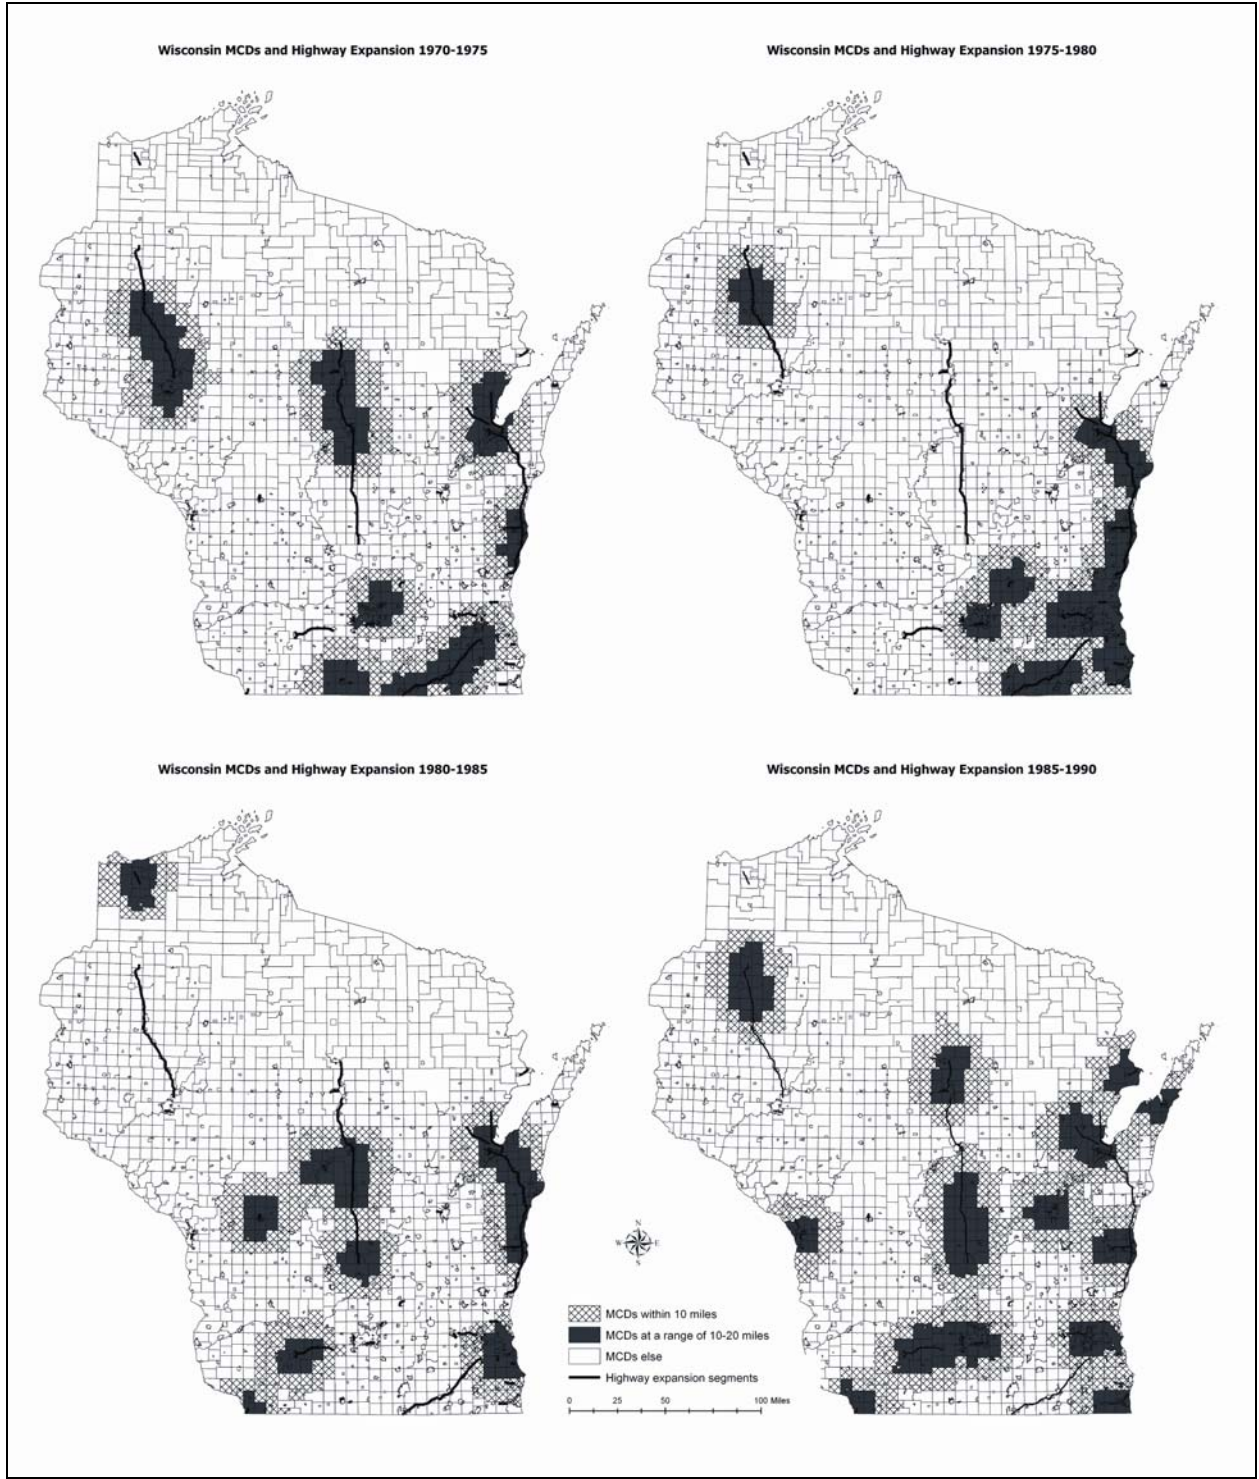 Wisconsin MCDs and Highway Expansion 1970-1975
Wisconsin MCDs and Highway Expansion 1975-1980
Wisconsin MCDs and Highway Expansion 1980-1985
Wisconsin MCDs and Highway Expansion 1985-1990
N
W E
S
MCDs within 10 miles
MCDs at a range of 10-20 miles
MCDs else
Highway expansion segments
0 25 50 100 Miles